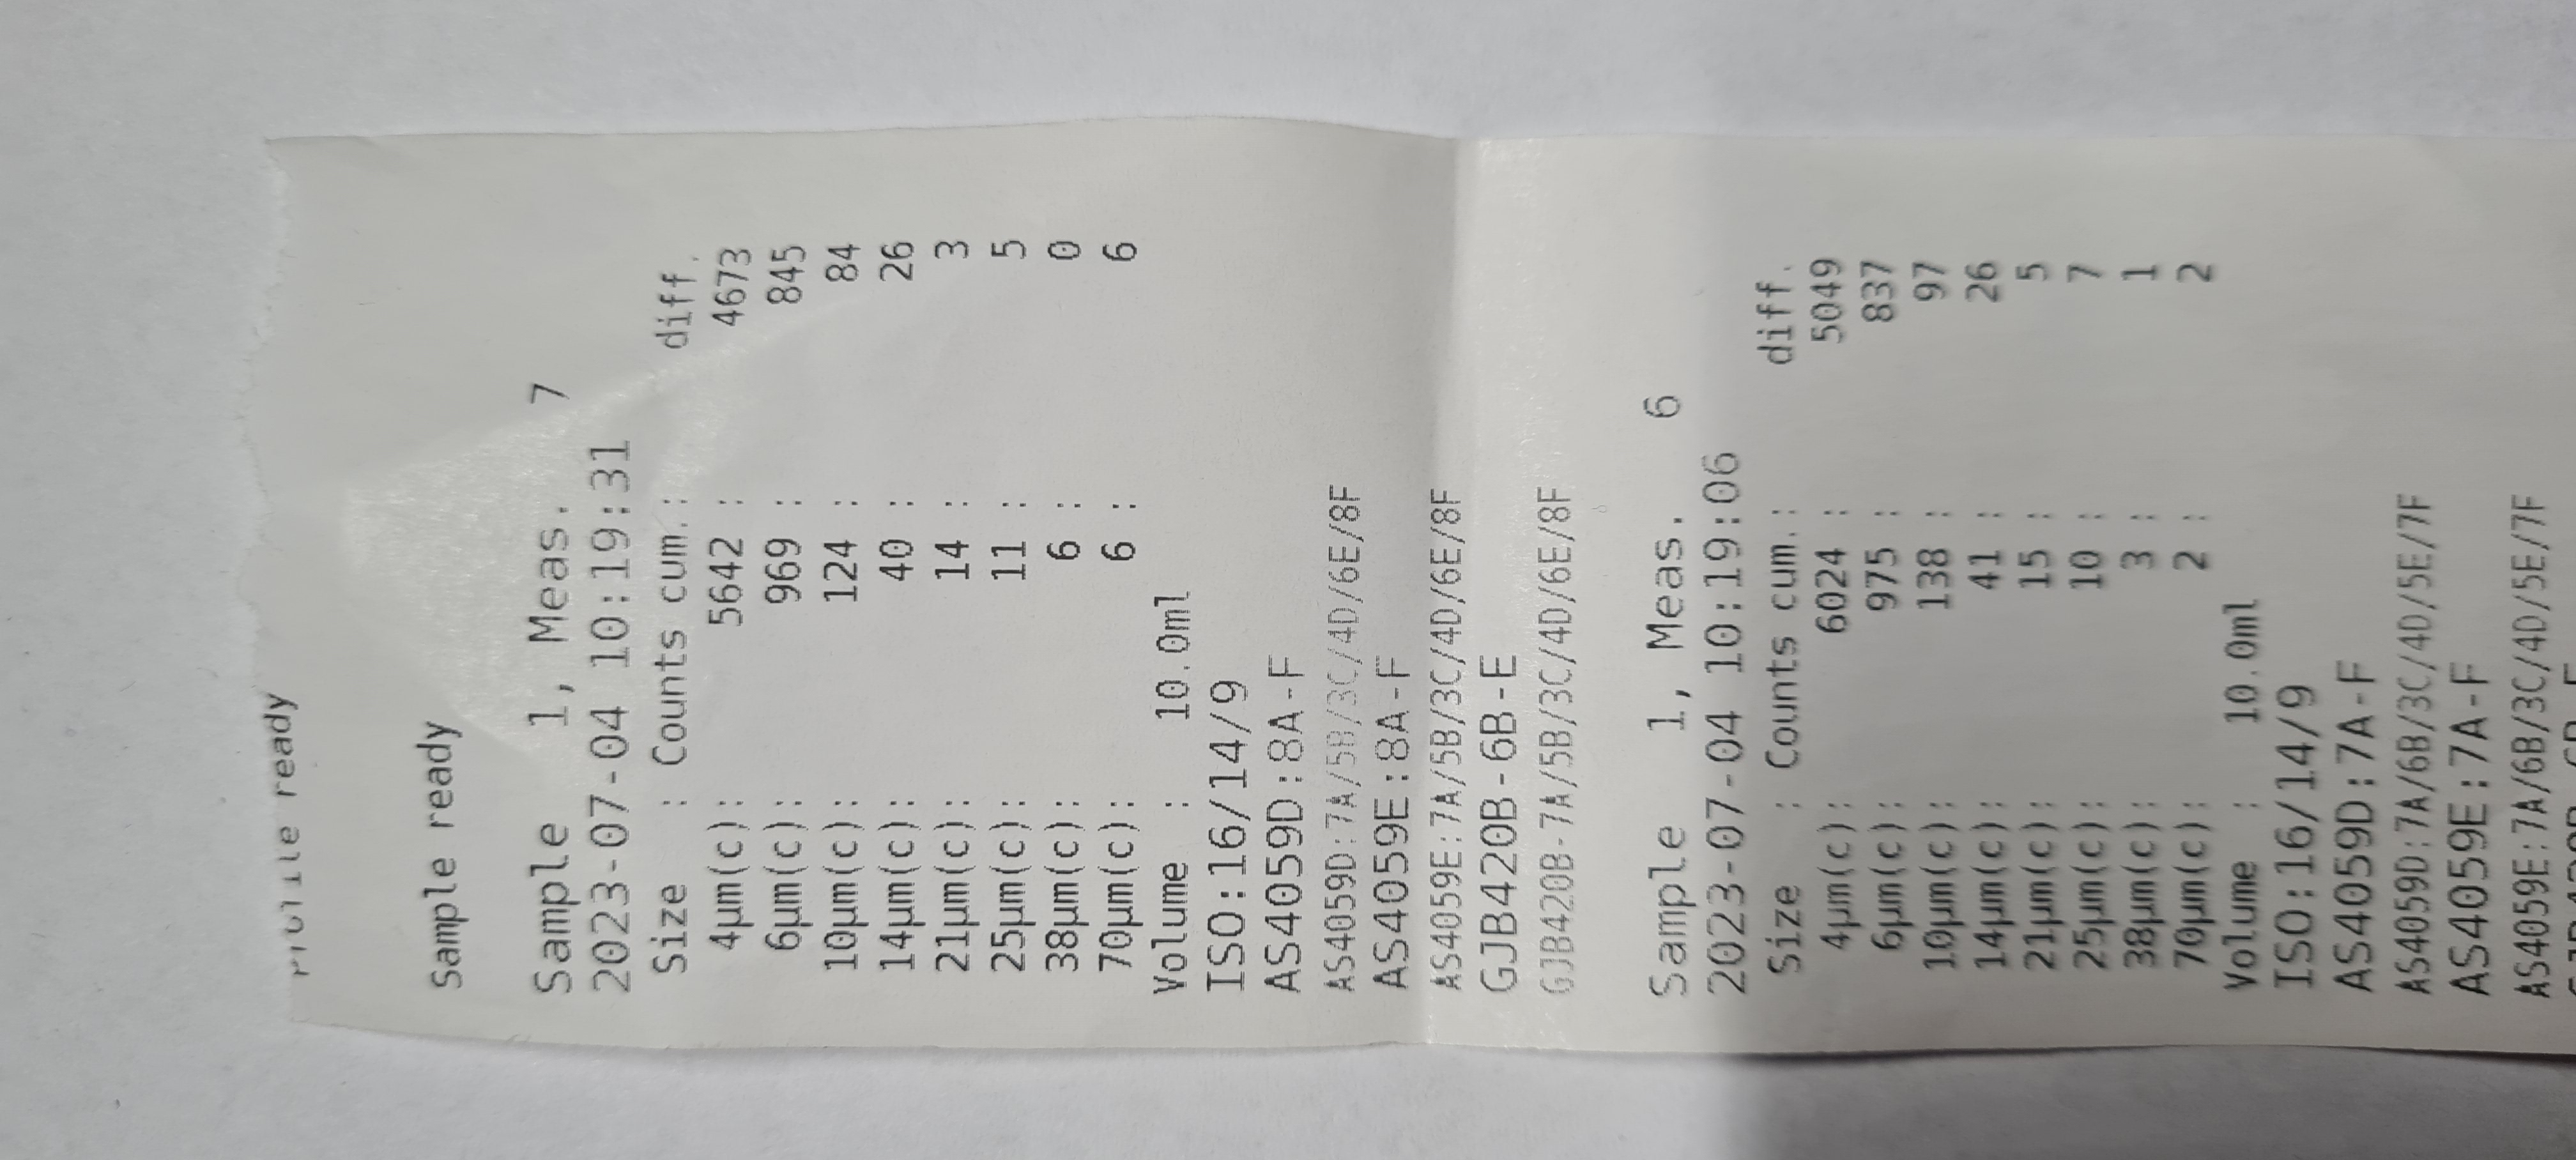 Profile ready
Sample ready
Sample 1, Meas. 7
2023-07-04 10:19:31
Size : Counts cum.: diff.
4µm(c): 5642 : 4673
6µm(c): 969 : 845
10µm(c): 124 : 84
14µm(c): 40 : 26
21µm(c): 14 : 3
25µm(c): 11 : 5
38µm(c): 6 : 0
70µm(c): 6 : 6
Volume : 10.0ml
ISO:16/14/9
AS4059D:8A-F
AS4059D:7A/5B/3C/4D/6E/8F
AS4059E:8A-F
AS4059E:7A/5B/3C/4D/6E/8F
GJB420B-6B-E
GJB420B-7A/5B/3C/4D/6E/8F
Sample 1, Meas. 6
2023-07-04 10:19:06
Size : Counts cum.: diff.
4µm(c): 6024 : 5049
6µm(c): 975 : 837
10µm(c): 138 : 97
14µm(c): 41 : 26
21µm(c): 15 : 5
25µm(c): 10 : 7
38µm(c): 3 : 1
70µm(c): 2 : 2
Volume : 10.0ml
ISO:16/14/9
AS4059D:7A-F
AS4059D:7A/6B/3C/4D/5E/7F
AS4059E:7A-F
AS4059E:7A/6B/3C/4D/5E/7F